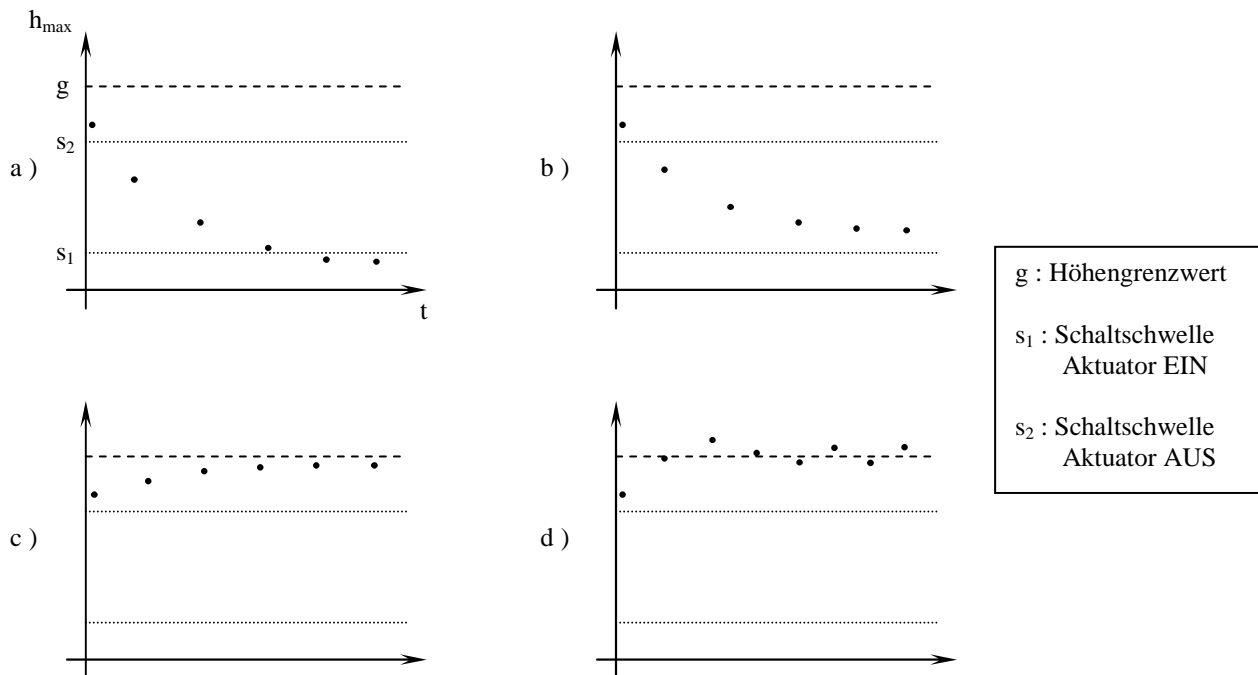 hmax
g
s2
a )
s1
t
b )
g : Höhengrenzwert
s1 : Schaltschwelle
Aktuator EIN
s2 : Schaltschwelle
Aktuator AUS
c )
d )